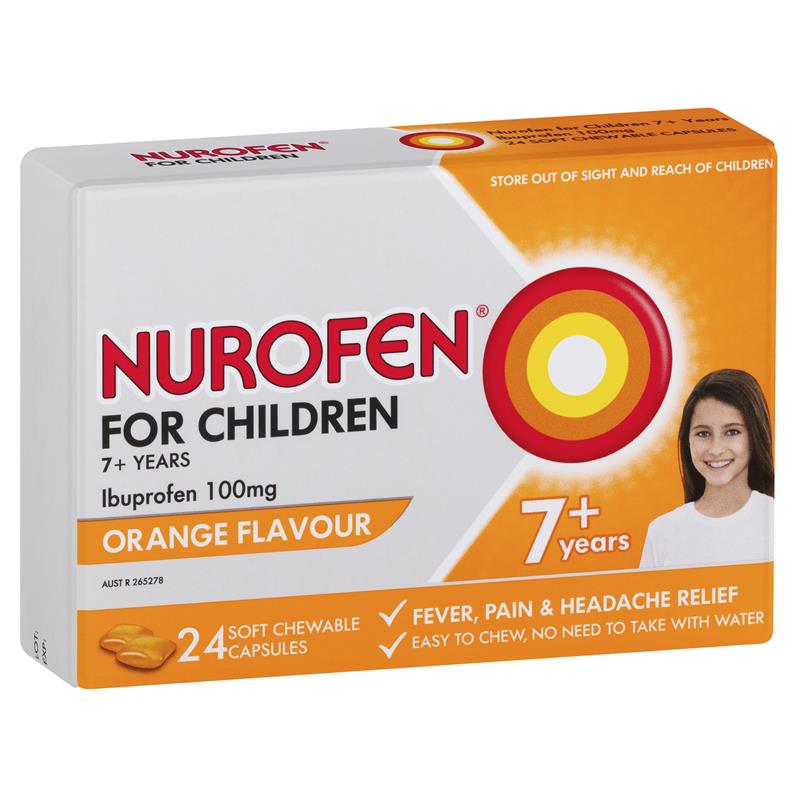 NUROFEN®
FOR CHILDREN
Nurofen for Children 7+ Years
Ibuprofen 100mg
24 SOFT CHEWABLE CAPSULES
STORE OUT OF SIGHT AND REACH OF CHILDREN
NUROFEN®
FOR CHILDREN
7+ YEARS
Ibuprofen 100mg
ORANGE FLAVOUR
7+ years
AUST R 265278
24 SOFT CHEWABLE CAPSULES
FEVER, PAIN & HEADACHE RELIEF
EASY TO CHEW, NO NEED TO TAKE WITH WATER
LOT:
EXP: